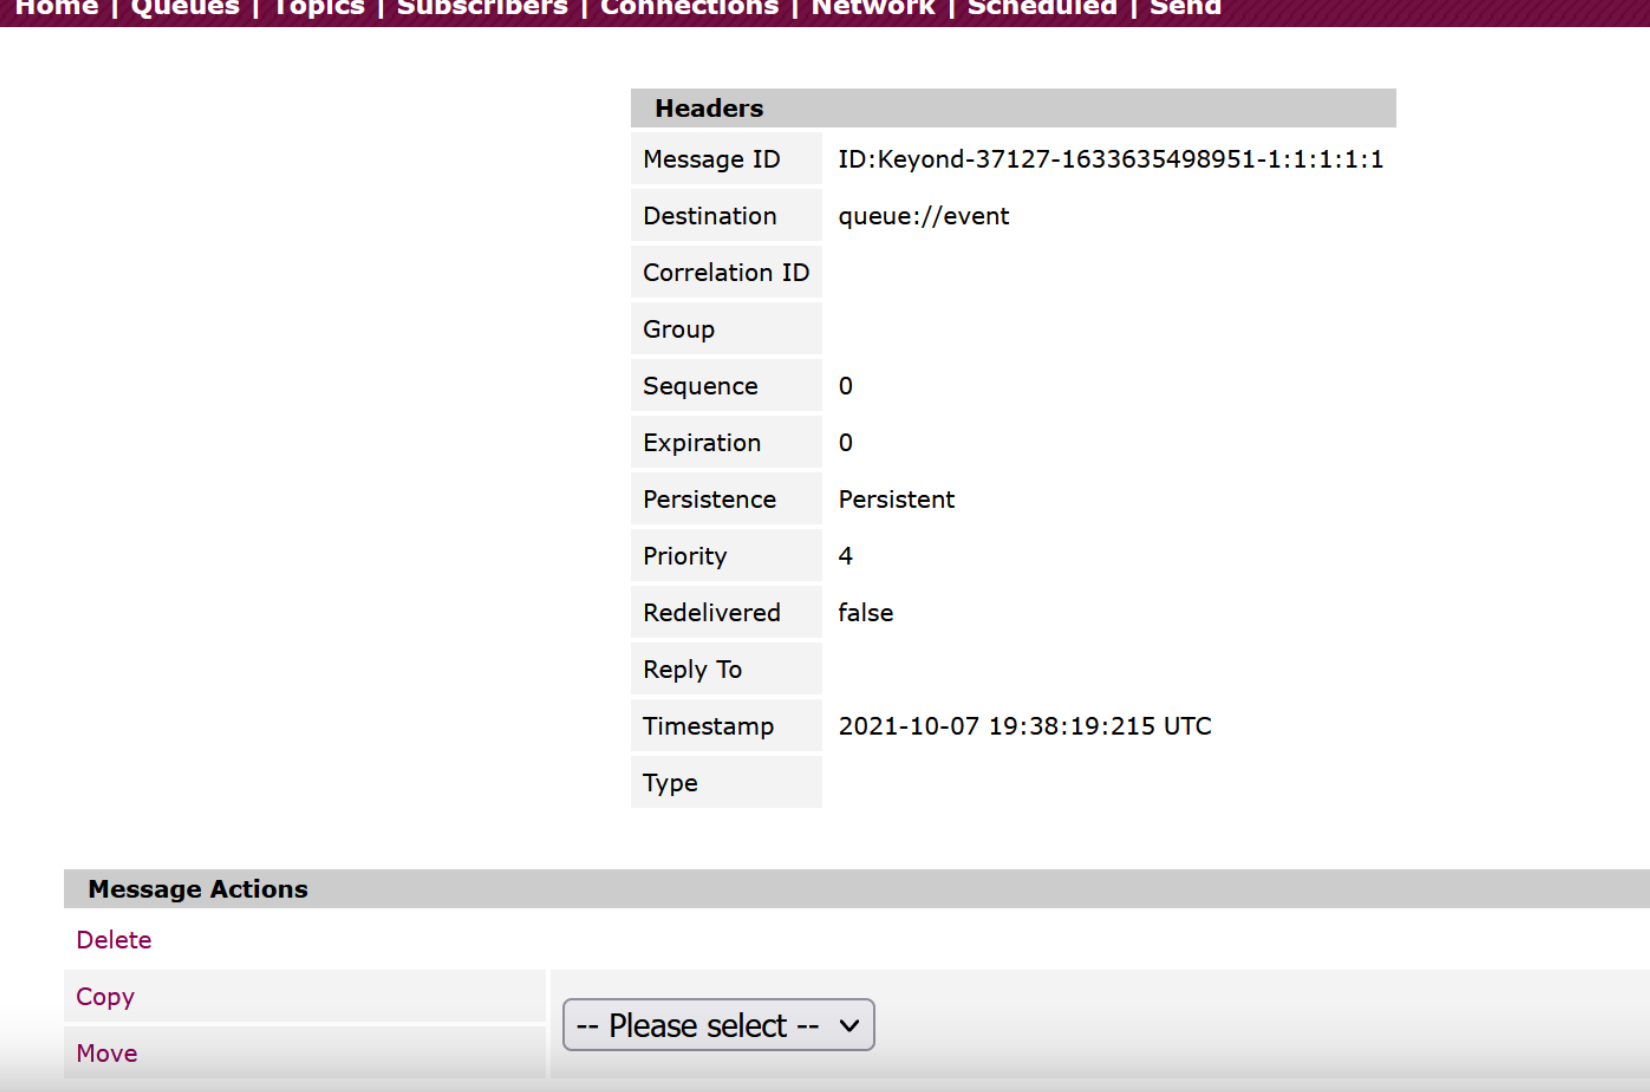 Home | Queues | Topics | Subscribers | Connections | Network | Scheduled | Send
Headers
Message ID ID:Keyond-37127-1633635498951-1:1:1:1:1
Destination queue://event
Correlation ID
Group
Sequence 0
Expiration 0
Persistence Persistent
Priority 4
Redelivered false
Reply To
Timestamp 2021-10-07 19:38:19:215 UTC
Type
Message Actions
Delete
Copy
-- Please select --
Move